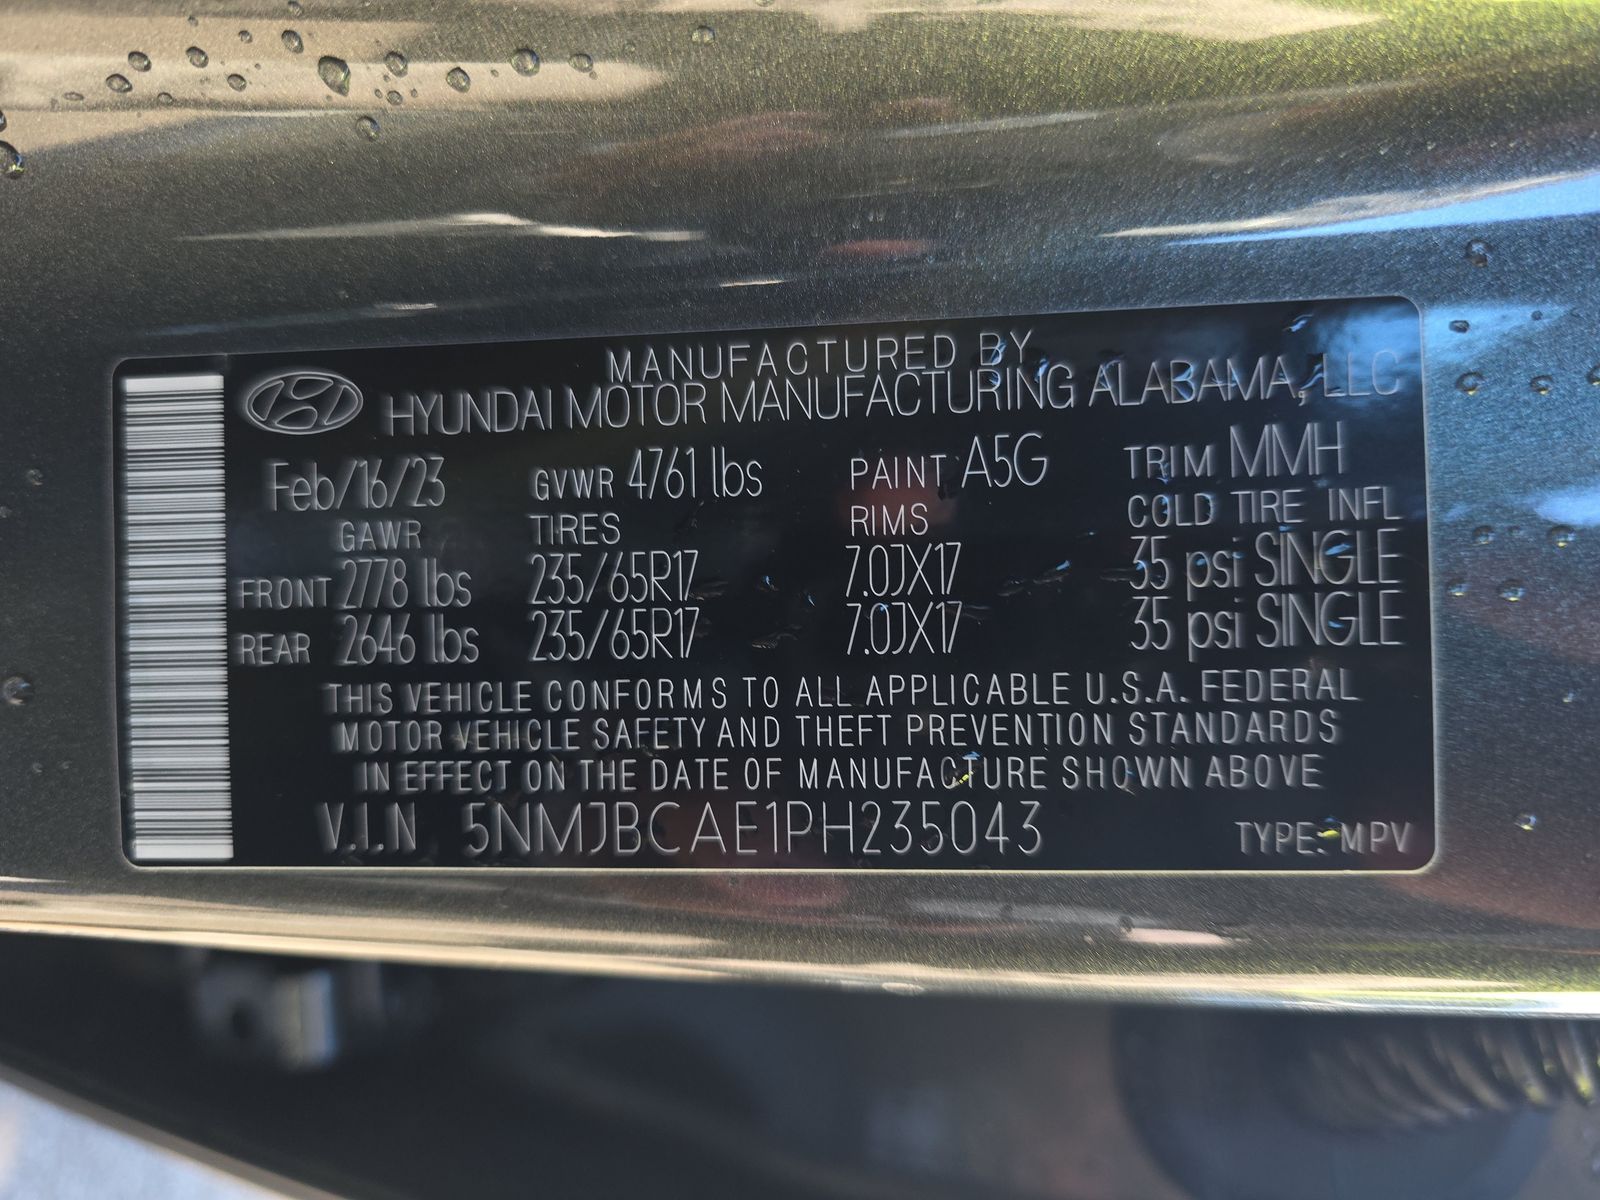 MANUFACTURED BY
HYUNDAI MOTOR MANUFACTURING ALABAMA, LLC
Feb/16/23 GVWR 4761 lbs PAINT A5G TRIM MMH
GAWR TIRES RIMS COLD TIRE INFL
FRONT 2778 lbs 235/65R17 7.0JX17 35 psi SINGLE
REAR 2646 lbs 235/65R17 7.0JX17 35 psi SINGLE
THIS VEHICLE CONFORMS TO ALL APPLICABLE U.S.A. FEDERAL
MOTOR VEHICLE SAFETY AND THEFT PREVENTION STANDARDS
IN EFFECT ON THE DATE OF MANUFACTURE SHOWN ABOVE
V.I.N 5NMJBCAE1PH235043 TYPE: MPV